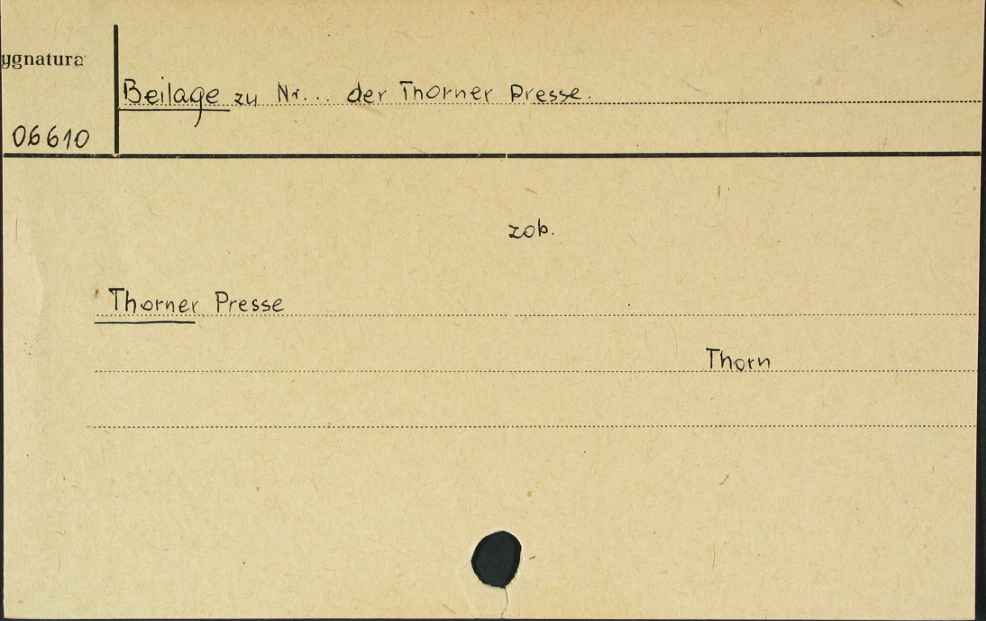 ygnatura
Beilage zu Nr... der Thorner Presse.
06610
zob.
Thorner Presse
Thorn